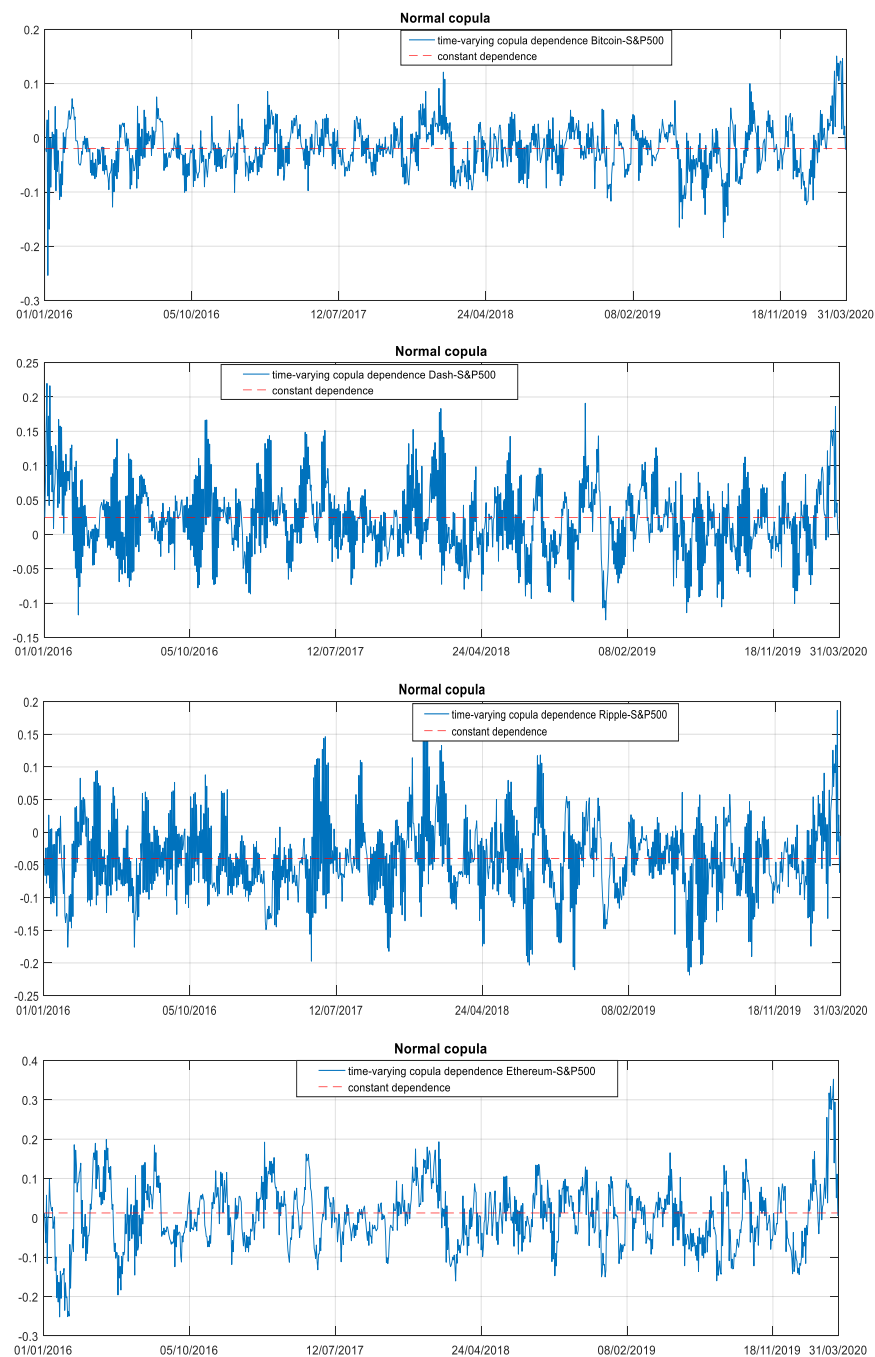 Normal copula
0.2
time-varying copula dependence Bitcoin-S&P500
constant dependence
0.1
0
-0.1
-0.2
-0.3
01/01/2016 05/10/2016 12/07/2017 24/04/2018 08/02/2019 18/11/2019 31/03/2020
Normal copula
0.25
time-varying copula dependence Dash-S&P500
constant dependence
0.2
0.15
0.1
0.05
0
-0.05
-0.1
-0.15
01/01/2016 05/10/2016 12/07/2017 24/04/2018 08/02/2019 18/11/2019 31/03/2020
Normal copula
0.2
time-varying copula dependence Ripple-S&P500
constant dependence
0.15
0.1
0.05
0
-0.05
-0.1
-0.15
-0.2
-0.25
01/01/2016 05/10/2016 12/07/2017 24/04/2018 08/02/2019 18/11/2019 31/03/2020
Normal copula
0.4
time-varying copula dependence Ethereum-S&P500
constant dependence
0.3
0.2
0.1
0
-0.1
-0.2
-0.3
01/01/2016 05/10/2016 12/07/2017 24/04/2018 08/02/2019 18/11/2019 31/03/2020